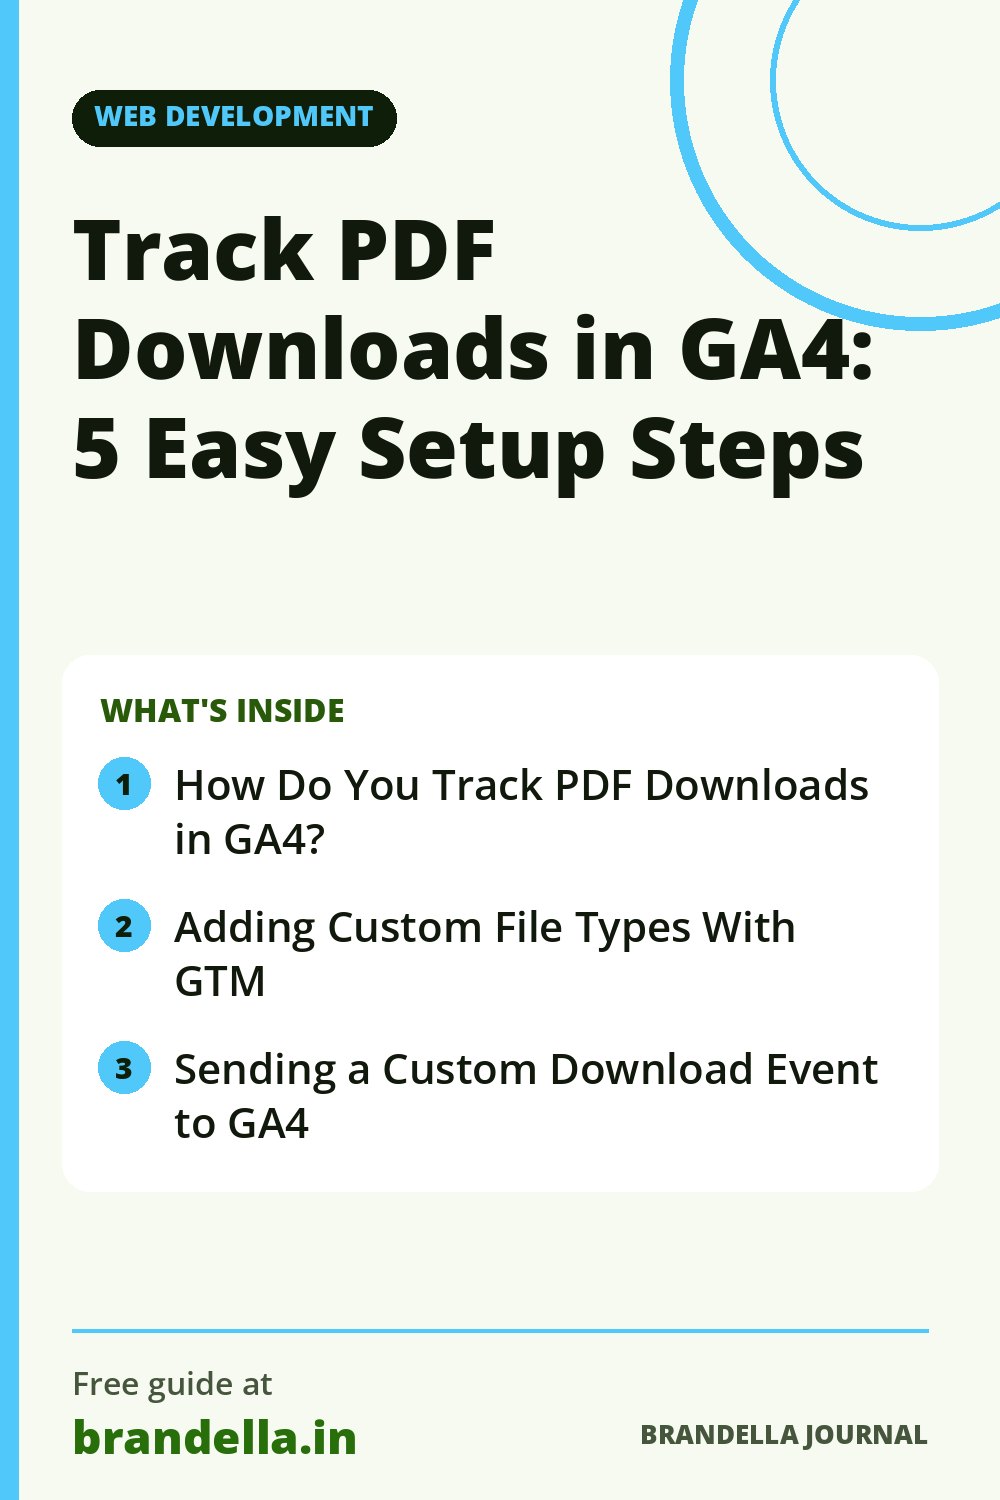 WEB DEVELOPMENT
Track PDF
Downloads in GA4:
5 Easy Setup Steps
WHAT'S INSIDE
1 How Do You Track PDF Downloads
in GA4?
2 Adding Custom File Types With
GTM
3 Sending a Custom Download Event
to GA4
Free guide at
brandella.in
BRANDELLA JOURNAL